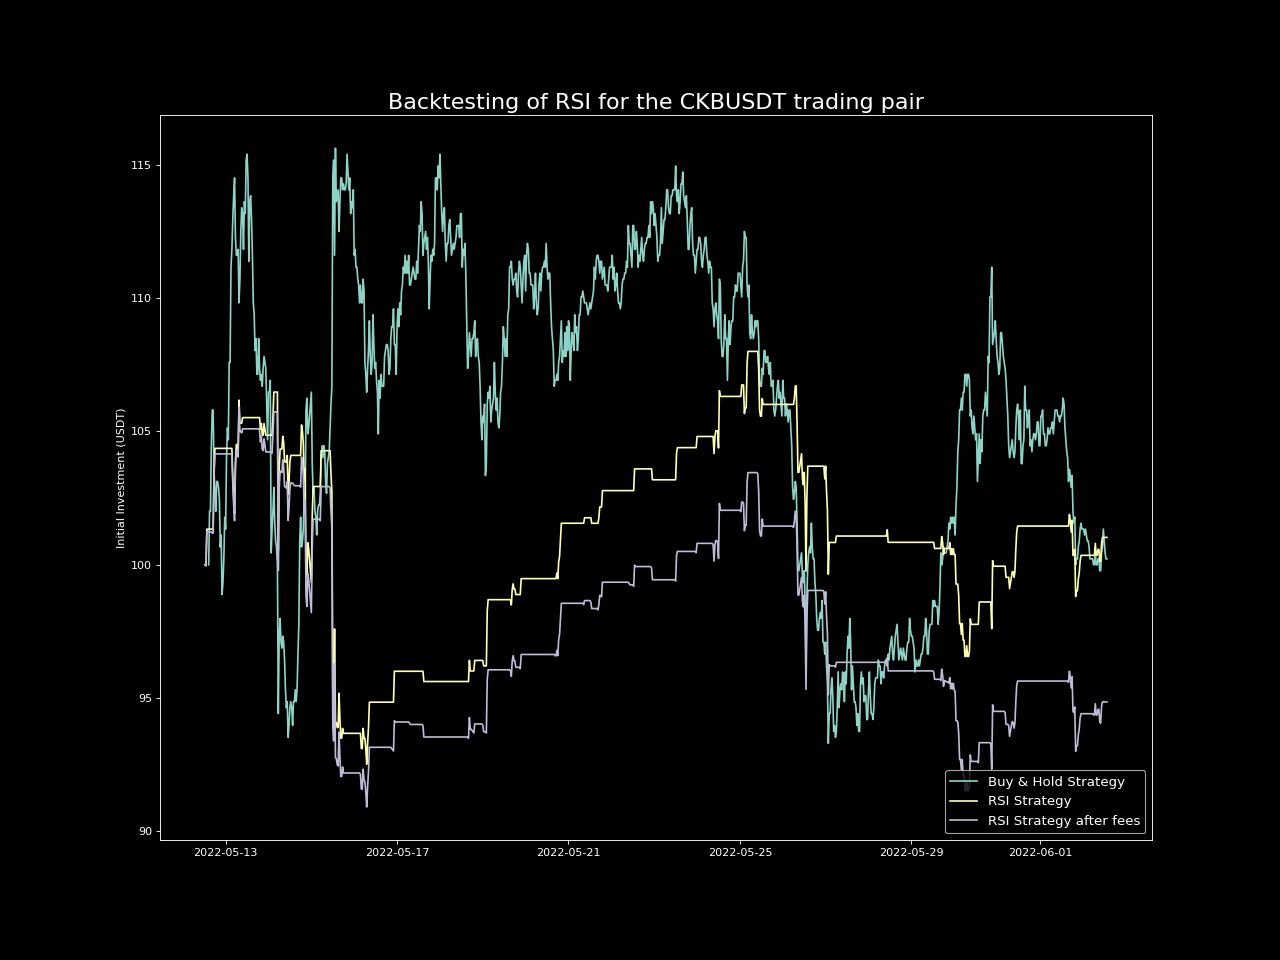 Backtesting of RSI for the CKBUSDT trading pair
115
110
105
100
95
90
Initial Investment (USDT)
2022-05-13
2022-05-17
2022-05-21
2022-05-25
2022-05-29
2022-06-01
Buy & Hold Strategy
RSI Strategy
RSI Strategy after fees